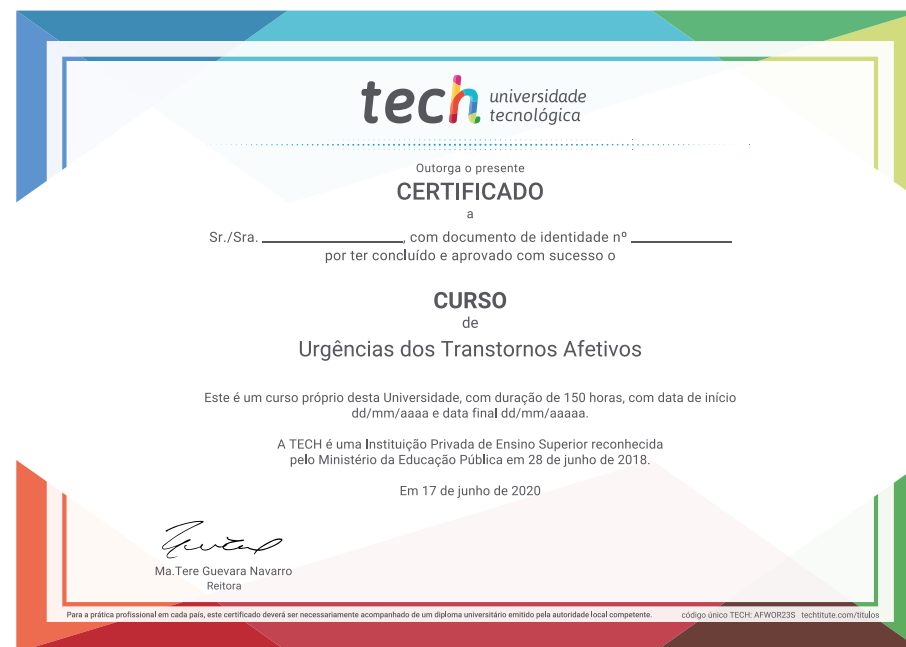 tech universidade
tecnológica
Outorga o presente
CERTIFICADO
a
Sr./Sra. ____________________, com documento de identidade nº ______________
por ter concluído e aprovado com sucesso o
CURSO
de
Urgências dos Transtornos Afetivos
Este é um curso próprio desta Universidade, com duração de 150 horas, com data de início
dd/mm/aaaa e data final dd/mm/aaaaa.
A TECH é uma Instituição Privada de Ensino Superior reconhecida
pelo Ministério da Educação Pública em 28 de junho de 2018.
Em 17 de junho de 2020
Ma.Tere Guevara Navarro
Reitora
Para a prática profissional em cada país, este certificado deverá ser necessariamente acompanhado de um diploma universitário emitido pela autoridade local competente. código único TECH: AFWOR23S techtitute.com/titulos